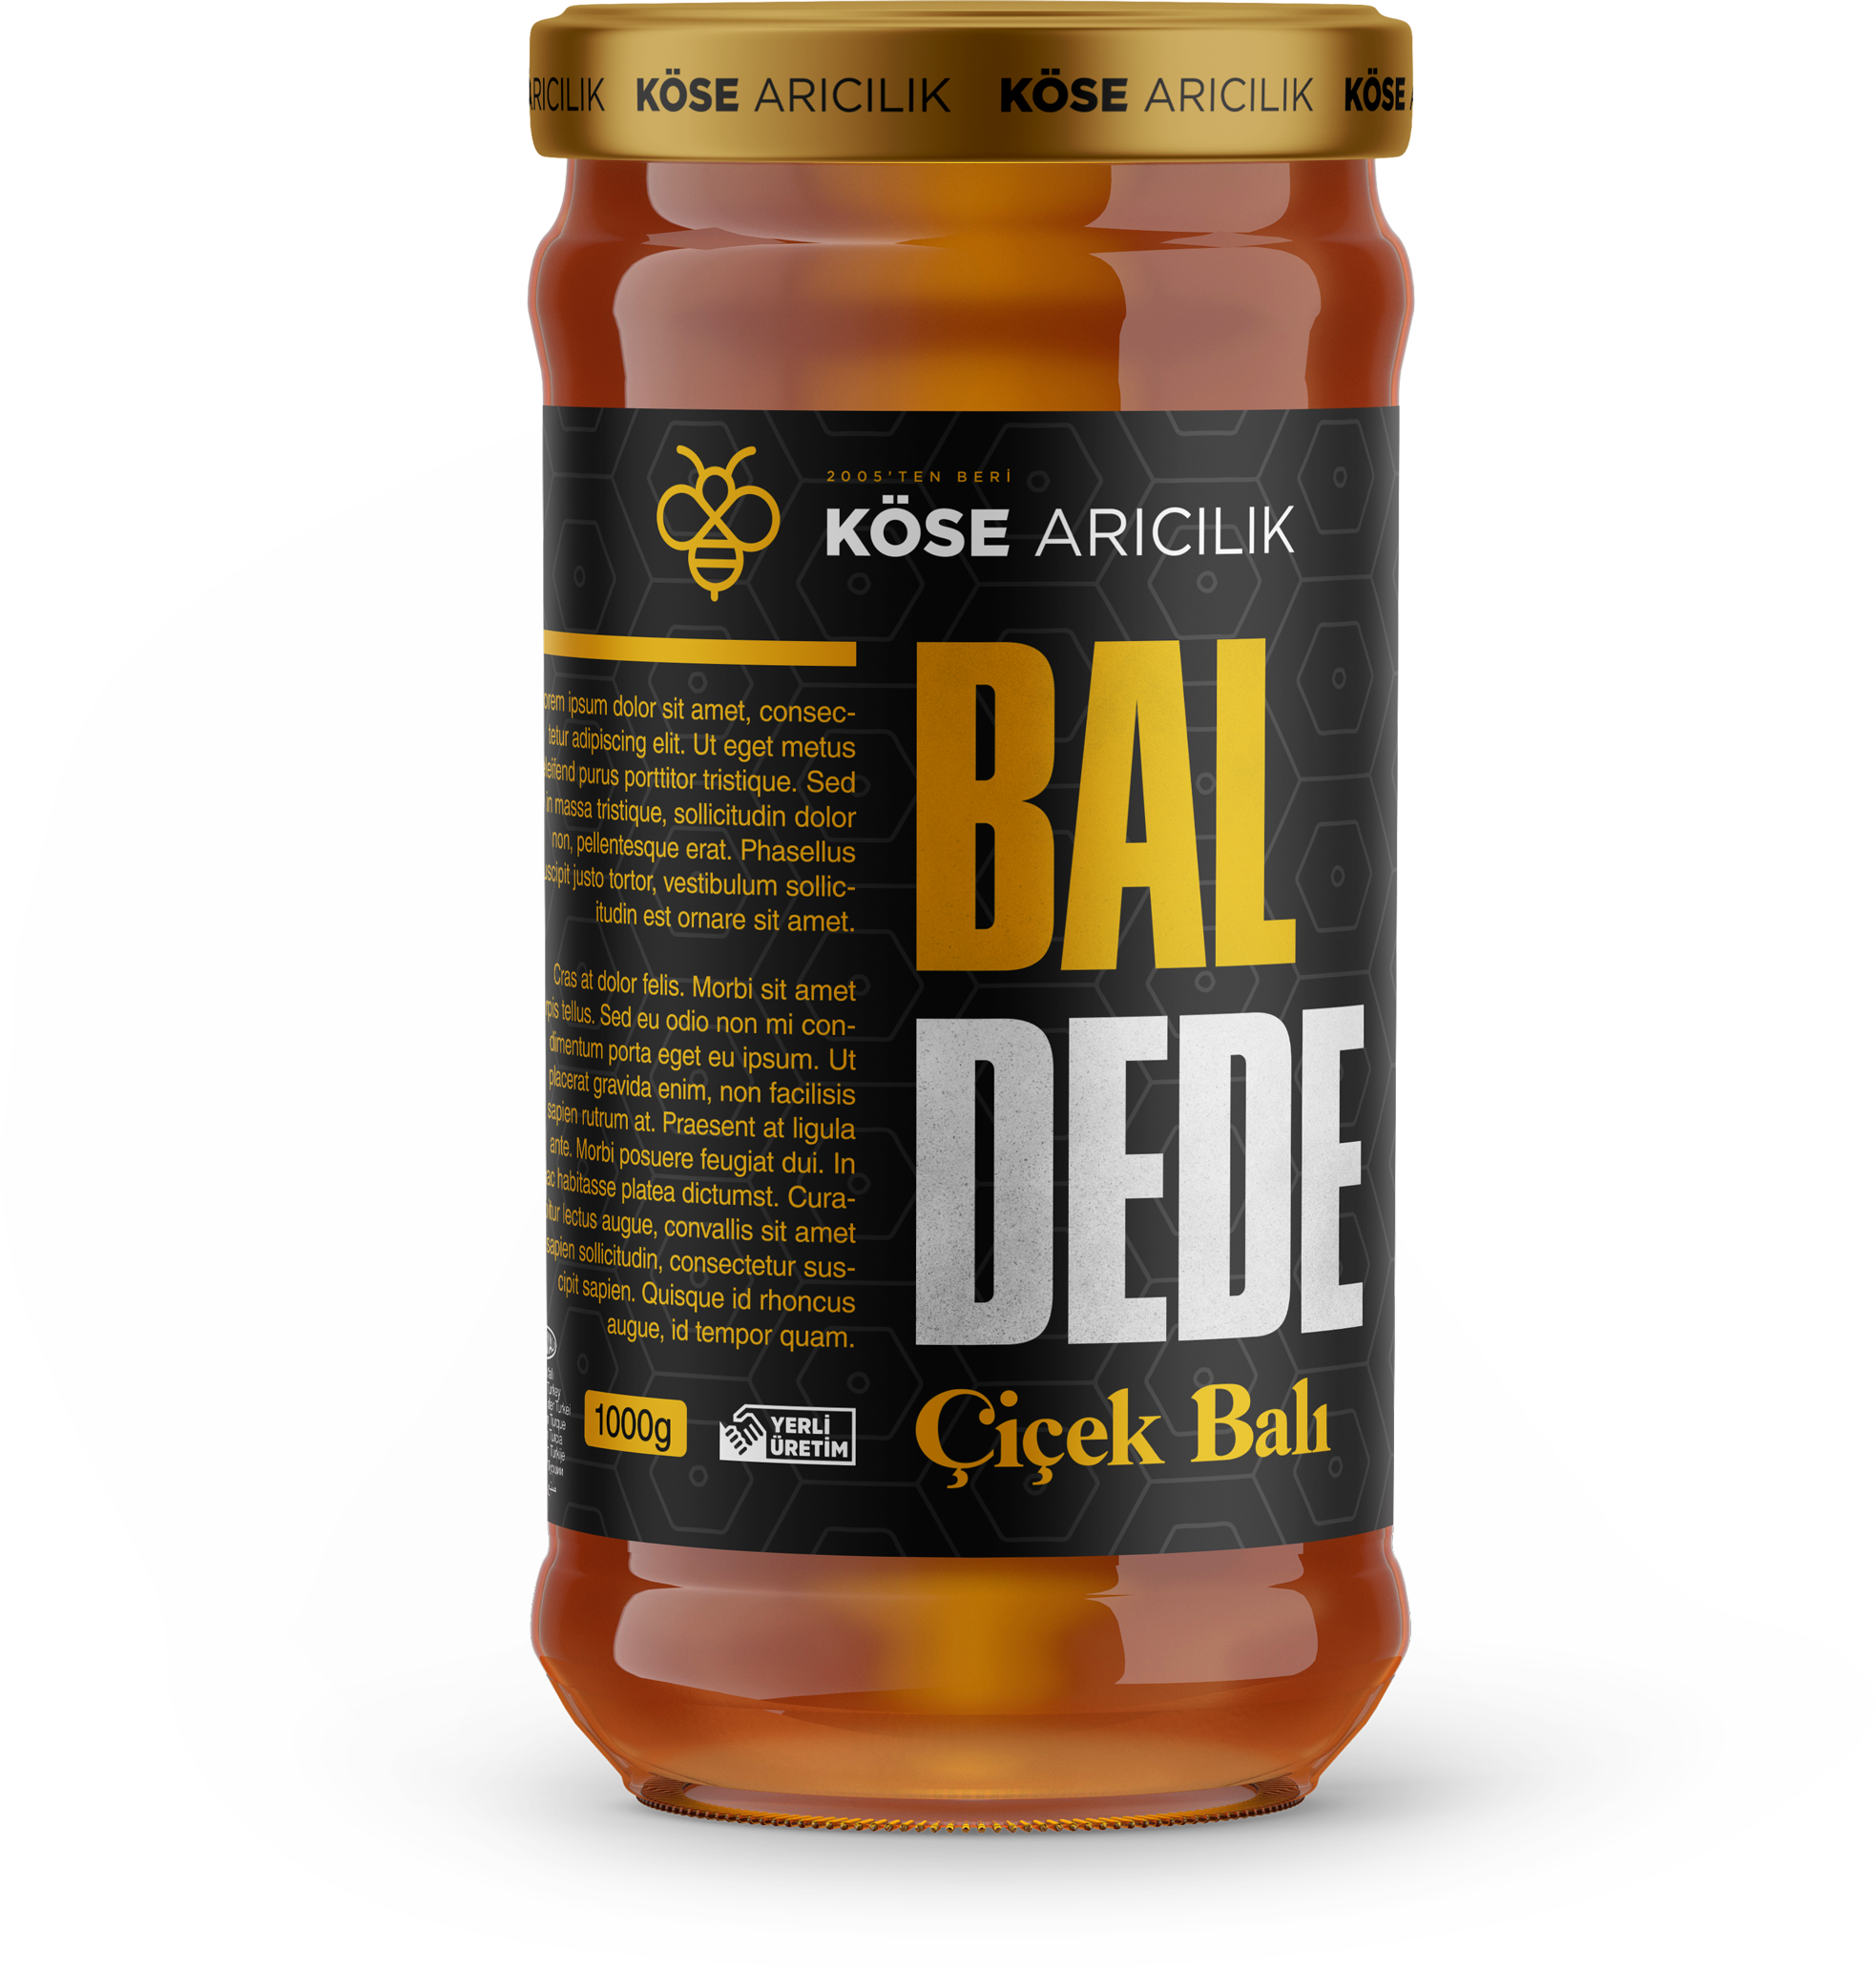 ARICILIK KÖSE ARICILIK KÖSE ARICILIK KÖSE
2005'TEN BERİ
KÖSE ARICILIK
ipsum dolor sit amet, consec-
tetur adipiscing elit. Ut eget metus
purus porttitor tristique. Sed
in massa tristique, sollicitudin dolor
non, pellentesque erat. Phasellus
justo tortor, vestibulum sollic-
itudin est ornare sit amet.
Cras at dolor felis. Morbi sit amet
tellus. Sed eu odio non mi con-
dimentum porta eget eu ipsum. Ut
placerat gravida enim, non facilisis
sapien rutrum at. Praesent at ligula
ante. Morbi posuere feugiat dui. In
hac habitasse platea dictumst. Cura-
lectus augue, convallis sit amet
sapien sollicitudin, consectetur sus-
cipit sapien. Quisque id rhoncus
augue, id tempor quam.
BAL
DEDE
Çiçek Balı
1000g
YERLİ
ÜRETİM